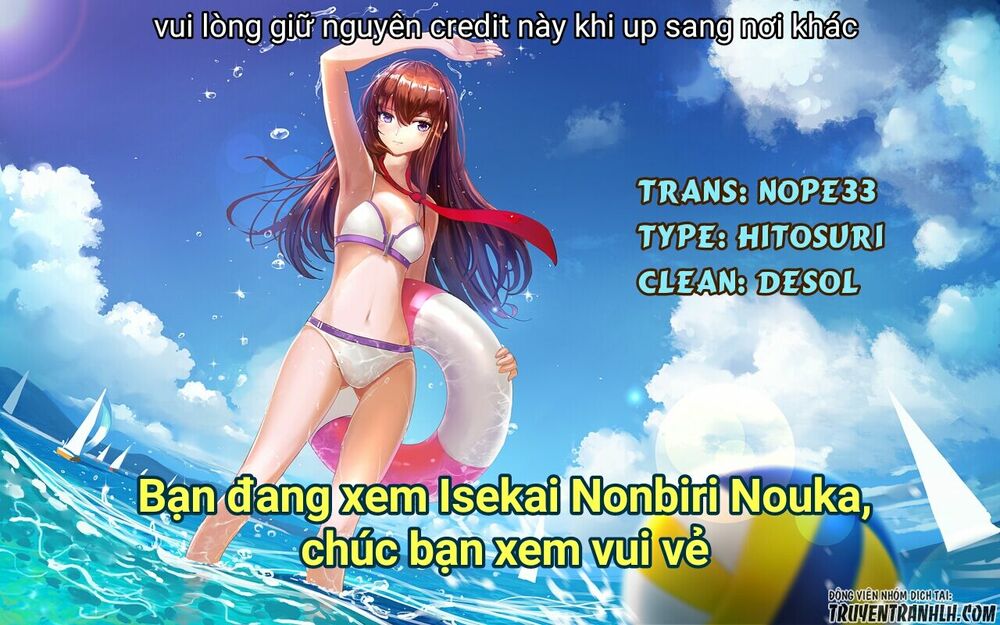 vui lòng giữ nguyên credit này khi up sang nơi khác
TRANS: NOPE33
TYPE: HITOSURI
CLEAN: DESOL
Bạn đang xem Isekai Nonbiri Nouka,
chúc bạn xem vui vẻ
ĐỘNG VIÊN NHÓM DỊCH TẠI:
TRUYENTRANHLH.COM